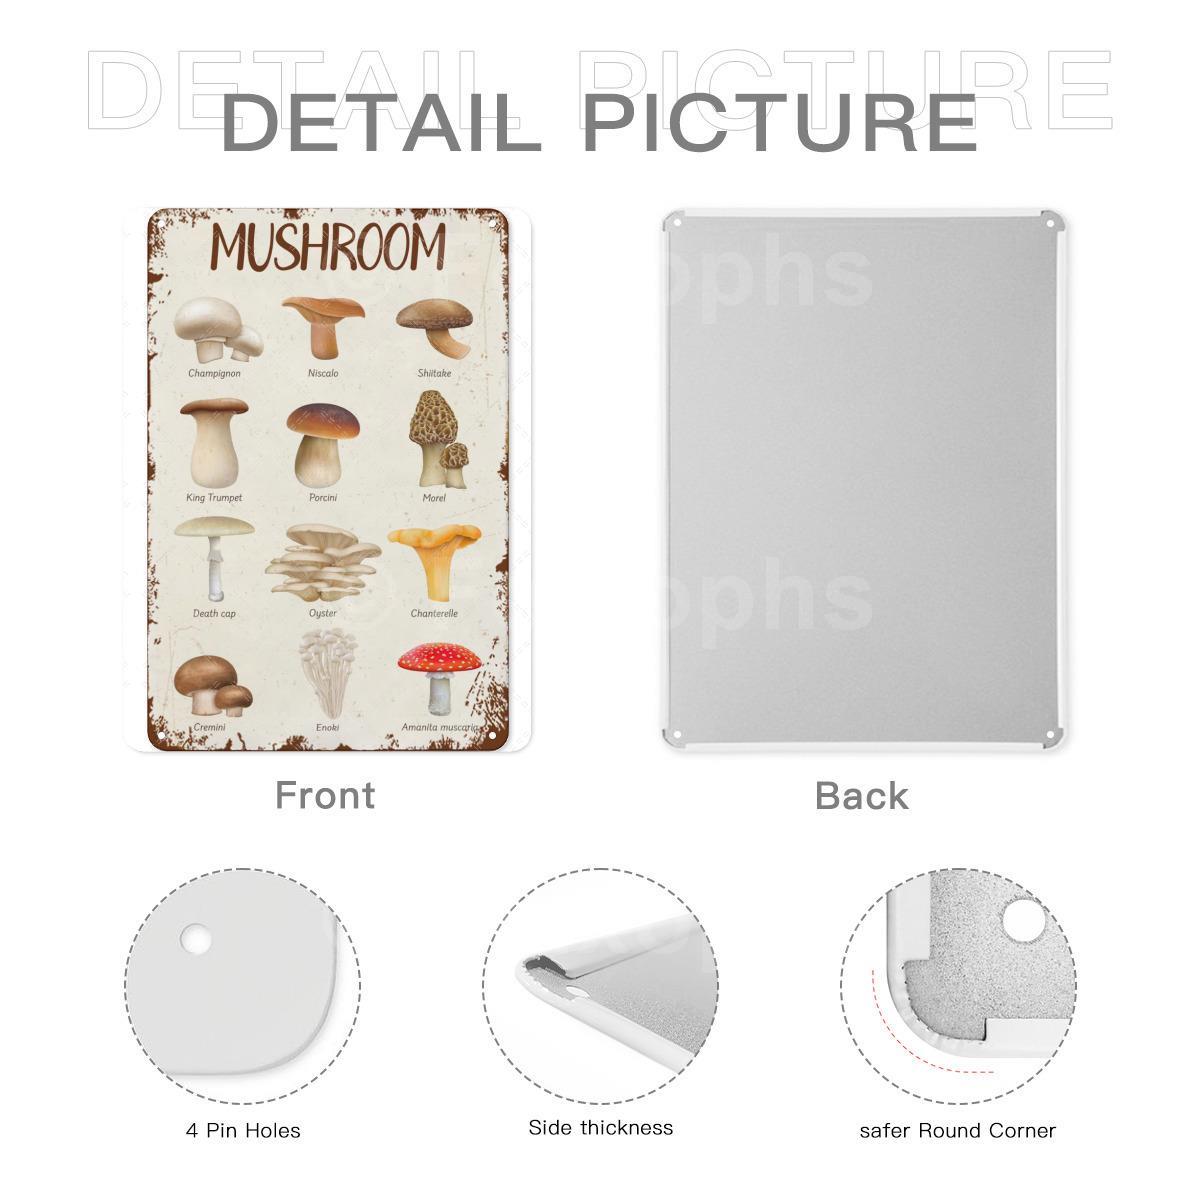 DETAIL PICTURE
DETAIL PICTURE
MUSHROOM
Champignon
Niscalo
Shiitake
King Trumpet
Porcini
Morel
Death cap
Oyster
Chanterelle
Cremini
Enoki
Amanita muscaria
Front
Back
4 Pin Holes
Side thickness
safer Round Corner